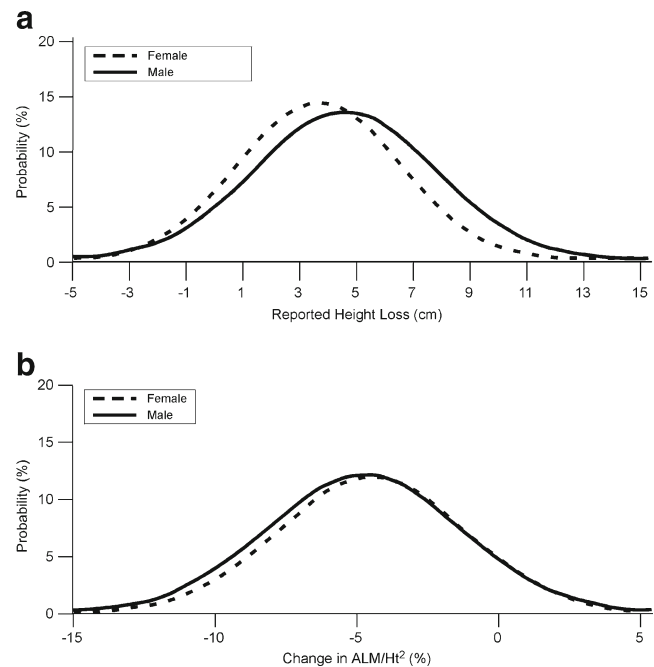 a
20
15
10
5
0
Probability (%)
Female
Male
-5 -3 -1 1 3 5 7 9 11 13 15
Reported Height Loss (cm)
b
20
15
10
5
0
Probability (%)
Female
Male
-15 -10 -5 0 5
Change in ALM/Ht² (%)